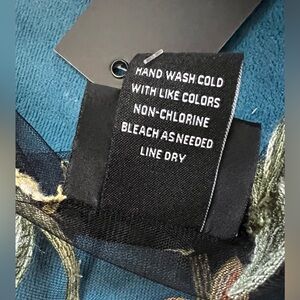 HAND WASH COLD
WITH LIKE COLORS
NON-CHLORINE
BLEACH AS NEEDED
LINE DRY